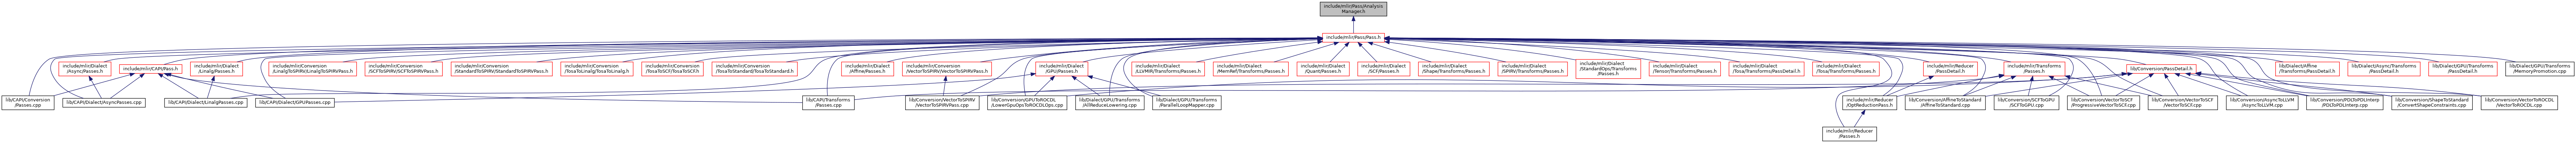 include/mlir/Pass/Analysis
Manager.h
include/mlir/Pass/Pass.h
include/mlir/Dialect
/Async/Passes.h
include/mlir/CAPI/Pass.h
include/mlir/Dialect
/Linalg/Passes.h
include/mlir/Conversion
/LinalgToSPIRV/LinalgToSPIRVPass.h
include/mlir/Conversion
/SCFToSPIRV/SCFToSPIRVPass.h
include/mlir/Conversion
/StandardToSPIRV/StandardToSPIRVPass.h
include/mlir/Conversion
/TosaToLinalg/TosaToLinalg.h
include/mlir/Conversion
/TosaToSCF/TosaToSCF.h
include/mlir/Conversion
/TosaToStandard/TosaToStandard.h
include/mlir/Dialect
/Affine/Passes.h
include/mlir/Conversion
/VectorToSPIRV/VectorToSPIRVPass.h
include/mlir/Dialect
/GPU/Passes.h
include/mlir/Dialect
/LLVMIR/Transforms/Passes.h
include/mlir/Dialect
/MemRef/Transforms/Passes.h
include/mlir/Dialect
/Quant/Passes.h
include/mlir/Dialect
/SCF/Passes.h
include/mlir/Dialect
/Shape/Transforms/Passes.h
include/mlir/Dialect
/SPIRV/Transforms/Passes.h
include/mlir/Dialect
/StandardOps/Transforms
/Passes.h
include/mlir/Dialect
/Tensor/Transforms/Passes.h
include/mlir/Dialect
/Tosa/Transforms/PassDetail.h
include/mlir/Dialect
/Tosa/Transforms/Passes.h
include/mlir/Reducer
/PassDetail.h
include/mlir/Transforms
/Passes.h
lib/Conversion/PassDetail.h
lib/Dialect/Affine
/Transforms/PassDetail.h
lib/Dialect/Async/Transforms
/PassDetail.h
lib/Dialect/GPU/Transforms
/PassDetail.h
lib/Dialect/GPU/Transforms
/MemoryPromotion.cpp
lib/CAPI/Conversion
/Passes.cpp
lib/CAPI/Dialect/AsyncPasses.cpp
lib/CAPI/Dialect/LinalgPasses.cpp
lib/CAPI/Dialect/GPUPasses.cpp
lib/CAPI/Transforms
/Passes.cpp
lib/Conversion/VectorToSPIRV
/VectorToSPIRVPass.cpp
lib/Conversion/GPUToROCDL
/LowerGpuOpsToROCDLOps.cpp
lib/Dialect/GPU/Transforms
/AllReduceLowering.cpp
lib/Dialect/GPU/Transforms
/ParallelLoopMapper.cpp
include/mlir/Reducer
/OptReductionPass.h
lib/Conversion/AffineToStandard
/AffineToStandard.cpp
lib/Conversion/SCFToGPU
/SCFToGPU.cpp
lib/Conversion/VectorToSCF
/ProgressiveVectorToSCF.cpp
lib/Conversion/VectorToSCF
/VectorToSCF.cpp
lib/Conversion/AsyncToLLVM
/AsyncToLLVM.cpp
lib/Conversion/PDLToPDLInterp
/PDLToPDLInterp.cpp
lib/Conversion/ShapeToStandard
/ConvertShapeConstraints.cpp
lib/Conversion/VectorToROCDL
/VectorToROCDL.cpp
include/mlir/Reducer
/Passes.h